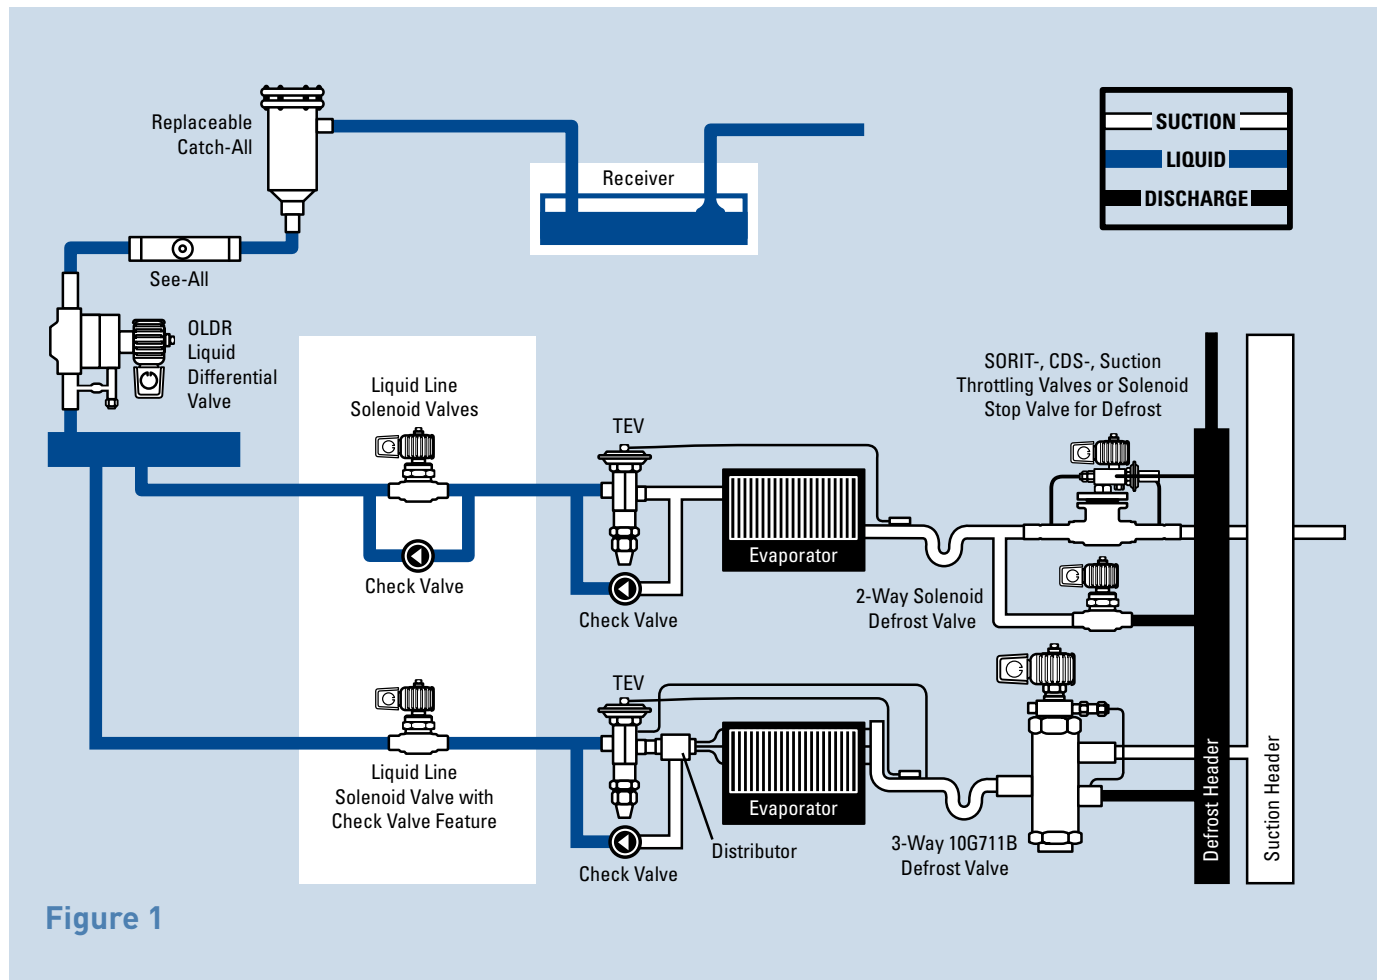 Replaceable
Catch-All
Receiver
SUCTION
LIQUID
DISCHARGE
See-All
OLDR
Liquid
Differential
Valve
Liquid Line
Solenoid Valves
TEV
SORIT-, CDS-, Suction
Throttling Valves or Solenoid
Stop Valve for Defrost
Evaporator
Check Valve
Check Valve
2-Way Solenoid
Defrost Valve
TEV
Liquid Line
Solenoid Valve with
Check Valve Feature
Evaporator
Distributor
Check Valve
3-Way 10G711B
Defrost Valve
Defrost Header
Suction Header
Figure 1